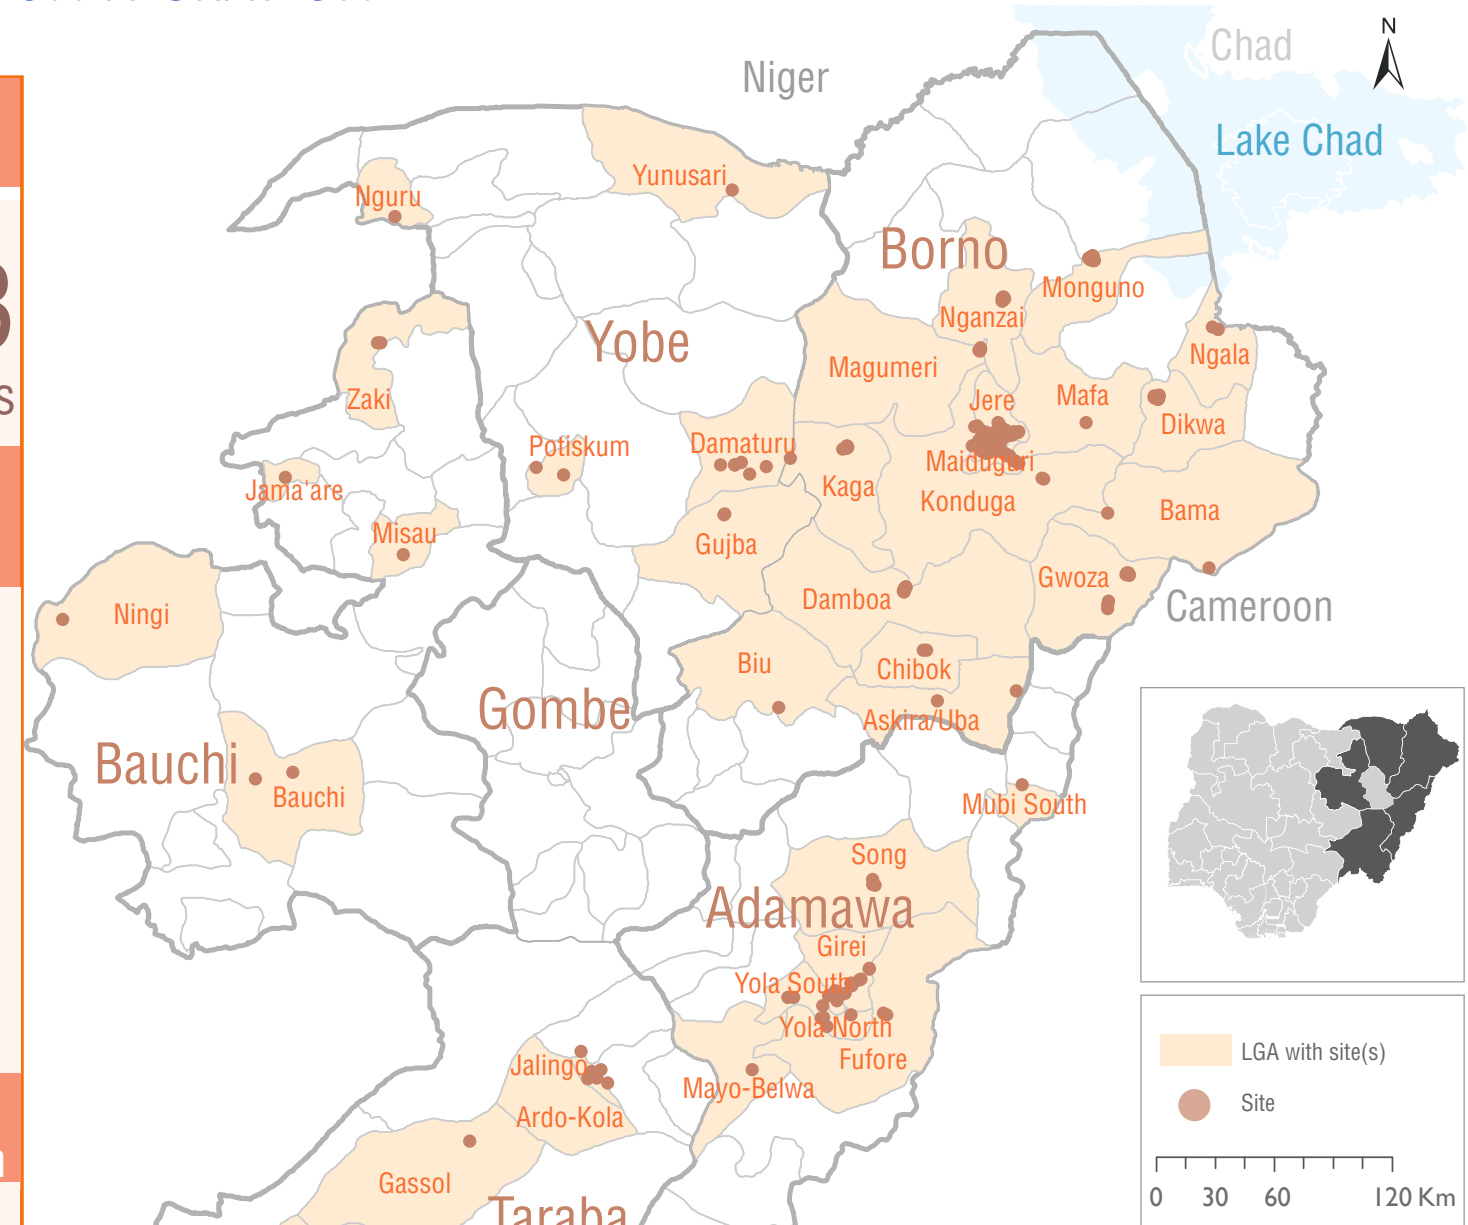 N
Chad
Niger
Lake Chad
Yunusari
Nguru
Borno
Monguno
Nganzai
Yobe
Ngala
Magumeri
Zaki
Jere
Mafa
Dikwa
Potiskum
Damaturu
Maiduguri
Jama'are
Kaga
Konduga
Bama
Misau
Gujba
Gwoza
Damboa
Cameroon
Ningi
Biu
Chibok
Gombe
Askira/Uba
Bauchi
Bauchi
Mubi South
Song
Adamawa
Girei
Yola South
Yola North
Fufore
Jalingo
Mayo-Belwa
Ardo-Kola
Gassol
Taraba
LGA with site(s)
Site
0 30 60 120 Km